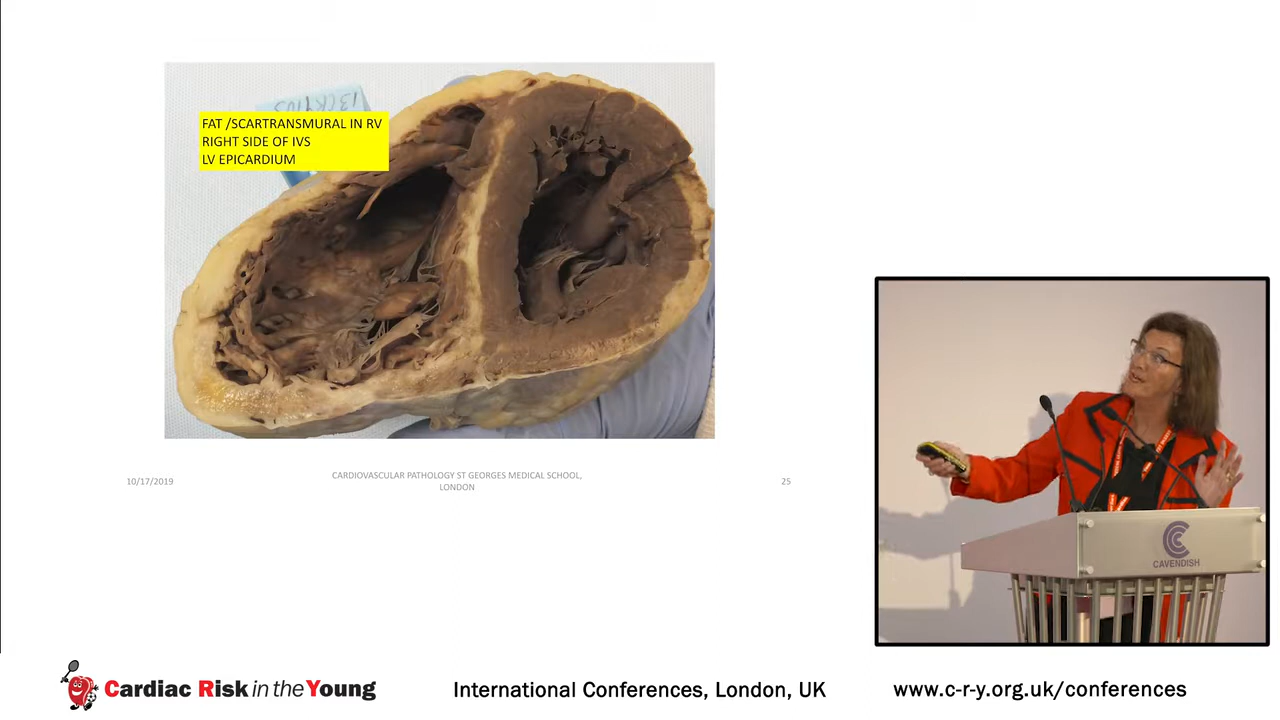 FAT /SCARTRANSMURAL IN RV
RIGHT SIDE OF IVS
LV EPICARDIUM
10/17/2019
CARDIOVASCULAR PATHOLOGY ST GEORGES MEDICAL SCHOOL,
LONDON
25
CAVENDISH
Cardiac Risk in the Young
International Conferences, London, UK
www.c-r-y.org.uk/conferences